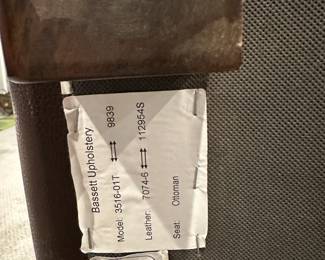 Bassett Upholstery
Model: 3516-01T ⟺ 9839
Leather: 7074-6 ⟺ 112954S
Seat: Ottoman